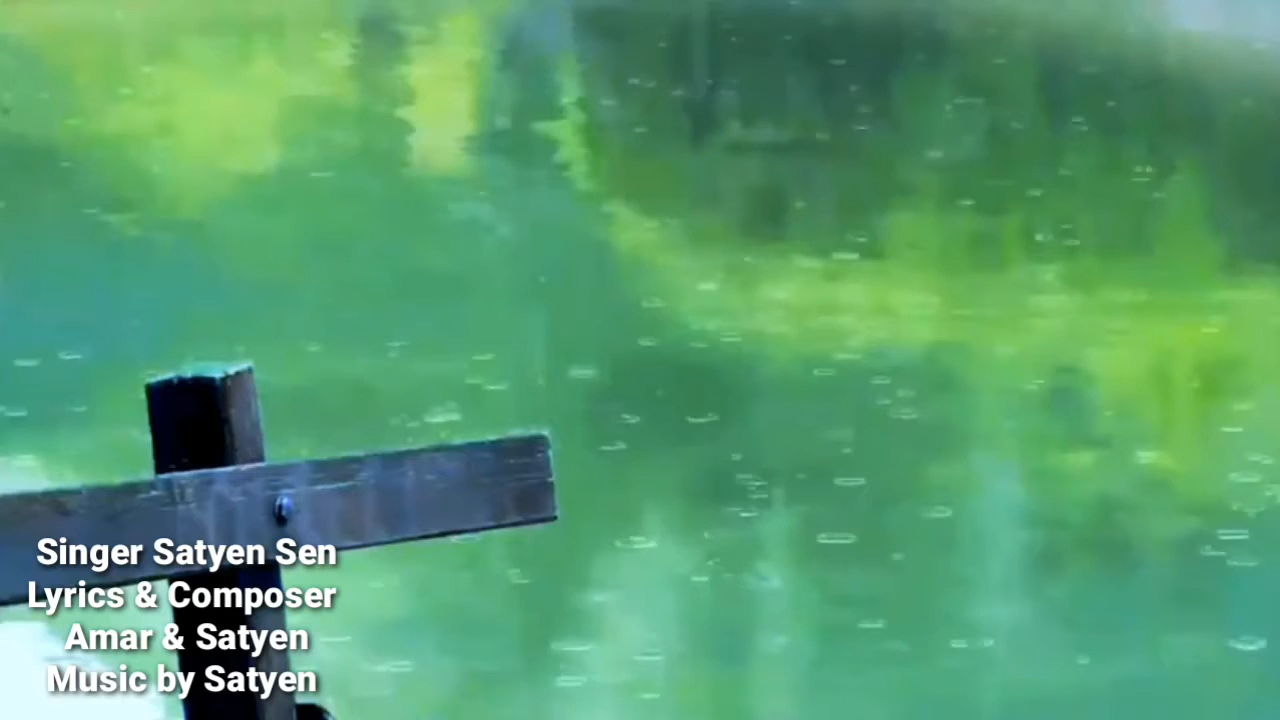 Singer Satyen Sen
Lyrics & Composer
Amar & Satyen
Music by Satyen